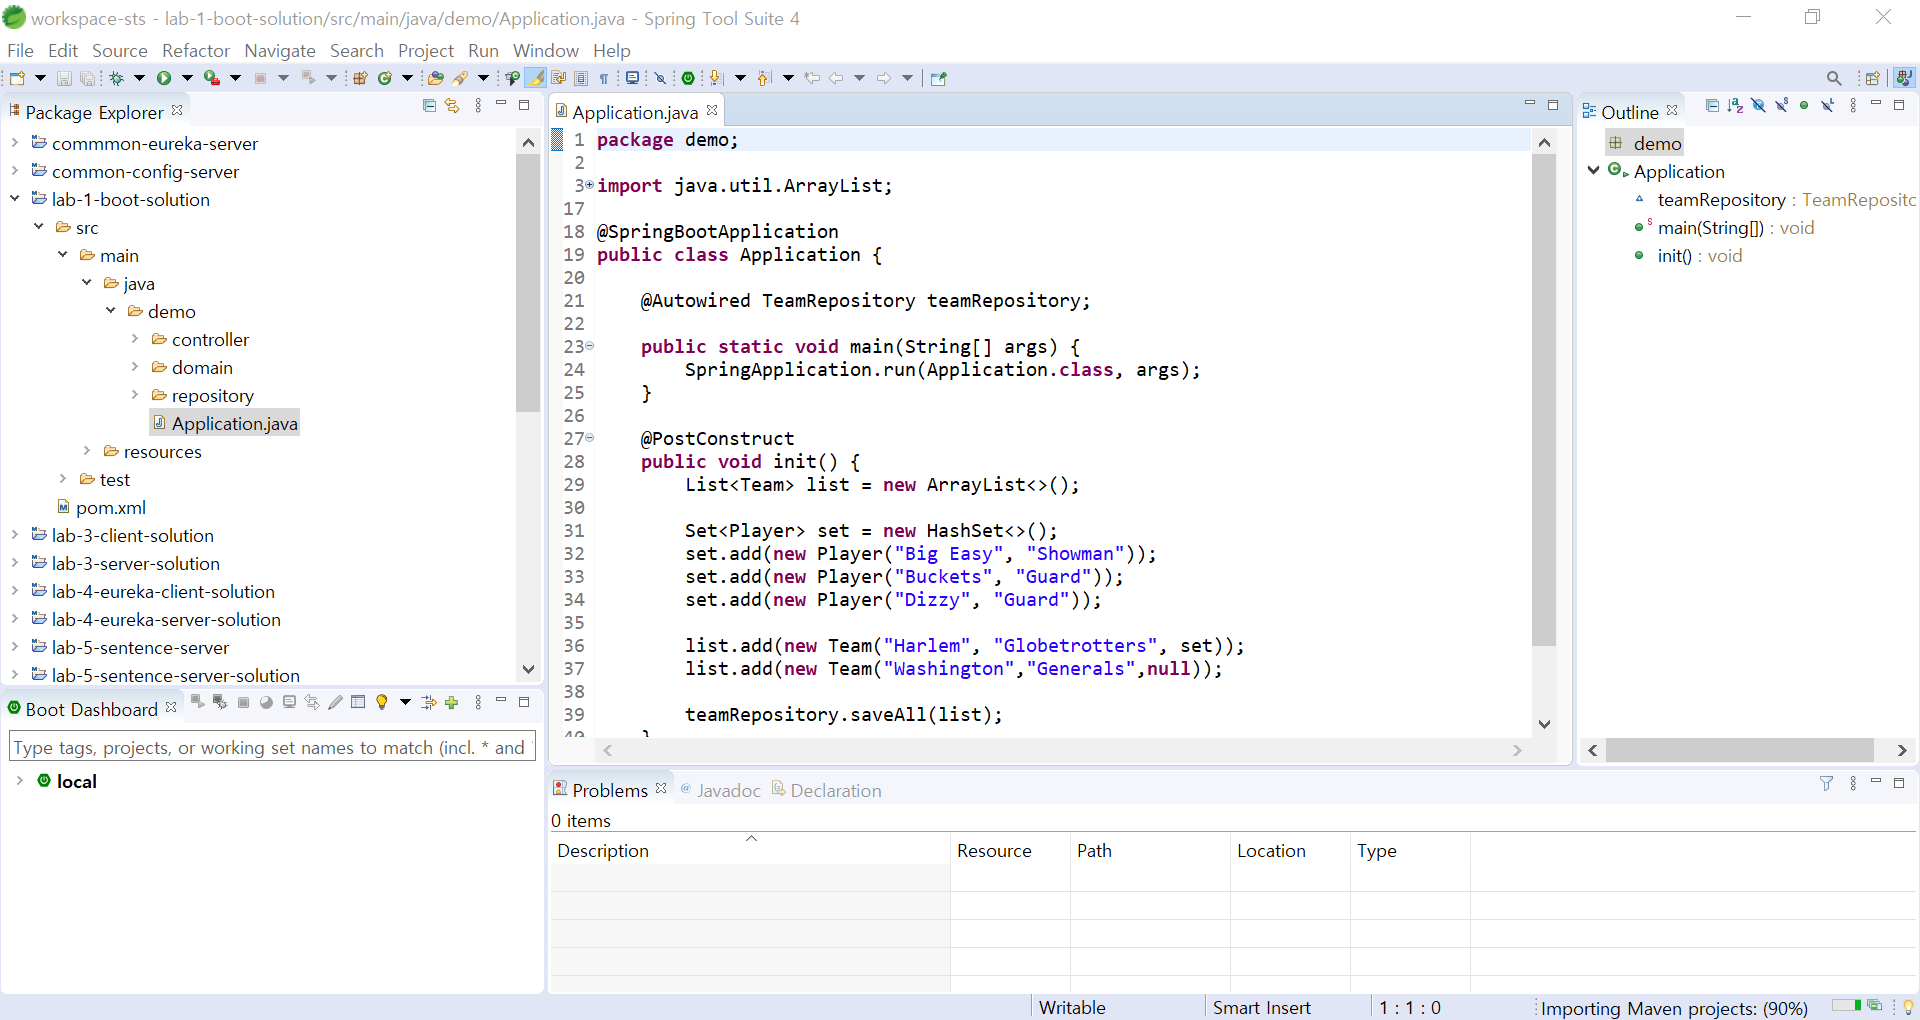 workspace-sts - lab-1-boot-solution/src/main/java/demo/Application.java - Spring Tool Suite 4
File Edit Source Refactor Navigate Search Project Run Window Help
Package Explorer
commmon-eureka-server
common-config-server
lab-1-boot-solution
src
main
java
demo
controller
domain
repository
Application.java
resources
test
pom.xml
lab-3-client-solution
lab-3-server-solution
lab-4-eureka-client-solution
lab-4-eureka-server-solution
lab-5-sentence-server
lab-5-sentence-server-solution
Boot Dashboard
Type tags, projects, or working set names to match (incl. * and
local
Application.java
1 package demo;
2
3 import java.util.ArrayList;
17
18 @SpringBootApplication
19 public class Application {
20
21 @Autowired TeamRepository teamRepository;
22
23 public static void main(String[] args) {
24 SpringApplication.run(Application.class, args);
25 }
26
27 @PostConstruct
28 public void init() {
29 List<Team> list = new ArrayList<>();
30
31 Set<Player> set = new HashSet<>();
32 set.add(new Player("Big Easy", "Showman"));
33 set.add(new Player("Buckets", "Guard"));
34 set.add(new Player("Dizzy", "Guard"));
35
36 list.add(new Team("Harlem", "Globetrotters", set));
37 list.add(new Team("Washington","Generals",null));
38
39 teamRepository.saveAll(list);
40 }
Outline
demo
Application
teamRepository : TeamReposito
main(String[]) : void
init() : void
Problems Javadoc Declaration
0 items
Description Resource Path Location Type
Writable Smart Insert 1 : 1 : 0 Importing Maven projects: (90%)